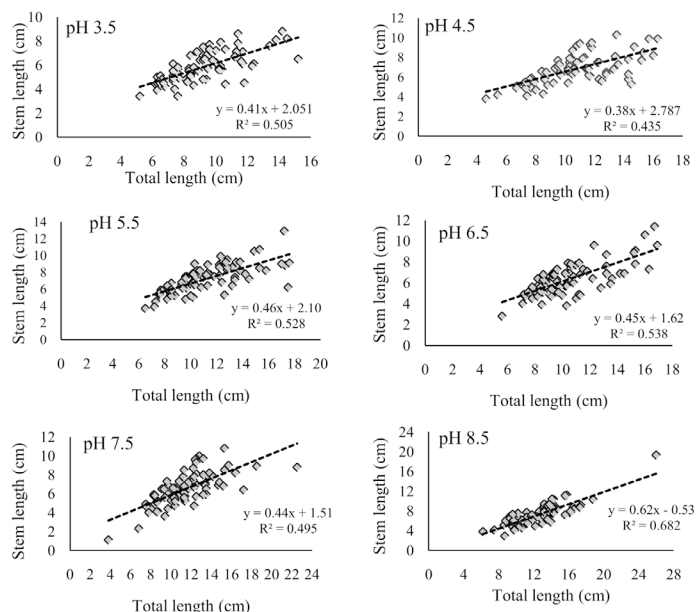 pH 3.5
Stem length (cm)
10
8
6
4
2
0
y = 0.41x + 2.051
R² = 0.505
0 2 4 6 8 10 12 14 16
Total length (cm)
pH 4.5
Stem length (cm)
12
10
8
6
4
2
0
y = 0.38x + 2.787
R² = 0.435
0 2 4 6 8 10 12 14 16 18
Total length (cm)
pH 5.5
Stem length (cm)
14
12
10
8
6
4
2
0
y = 0.46x + 2.10
R² = 0.528
0 2 4 6 8 10 12 14 16 18 20
Total length (cm)
pH 6.5
Stem length (cm)
12
10
8
6
4
2
0
y = 0.45x + 1.62
R² = 0.538
0 2 4 6 8 10 12 14 16 18
Total length (cm)
pH 7.5
Stem length (cm)
12
10
8
6
4
2
0
y = 0.44x + 1.51
R² = 0.495
0 2 4 6 8 10 12 14 16 18 20 22 24
Total length (cm)
pH 8.5
Stem length (cm)
24
20
16
12
8
4
0
y = 0.62x - 0.53
R² = 0.682
0 4 8 12 16 20 24 28
Total length (cm)